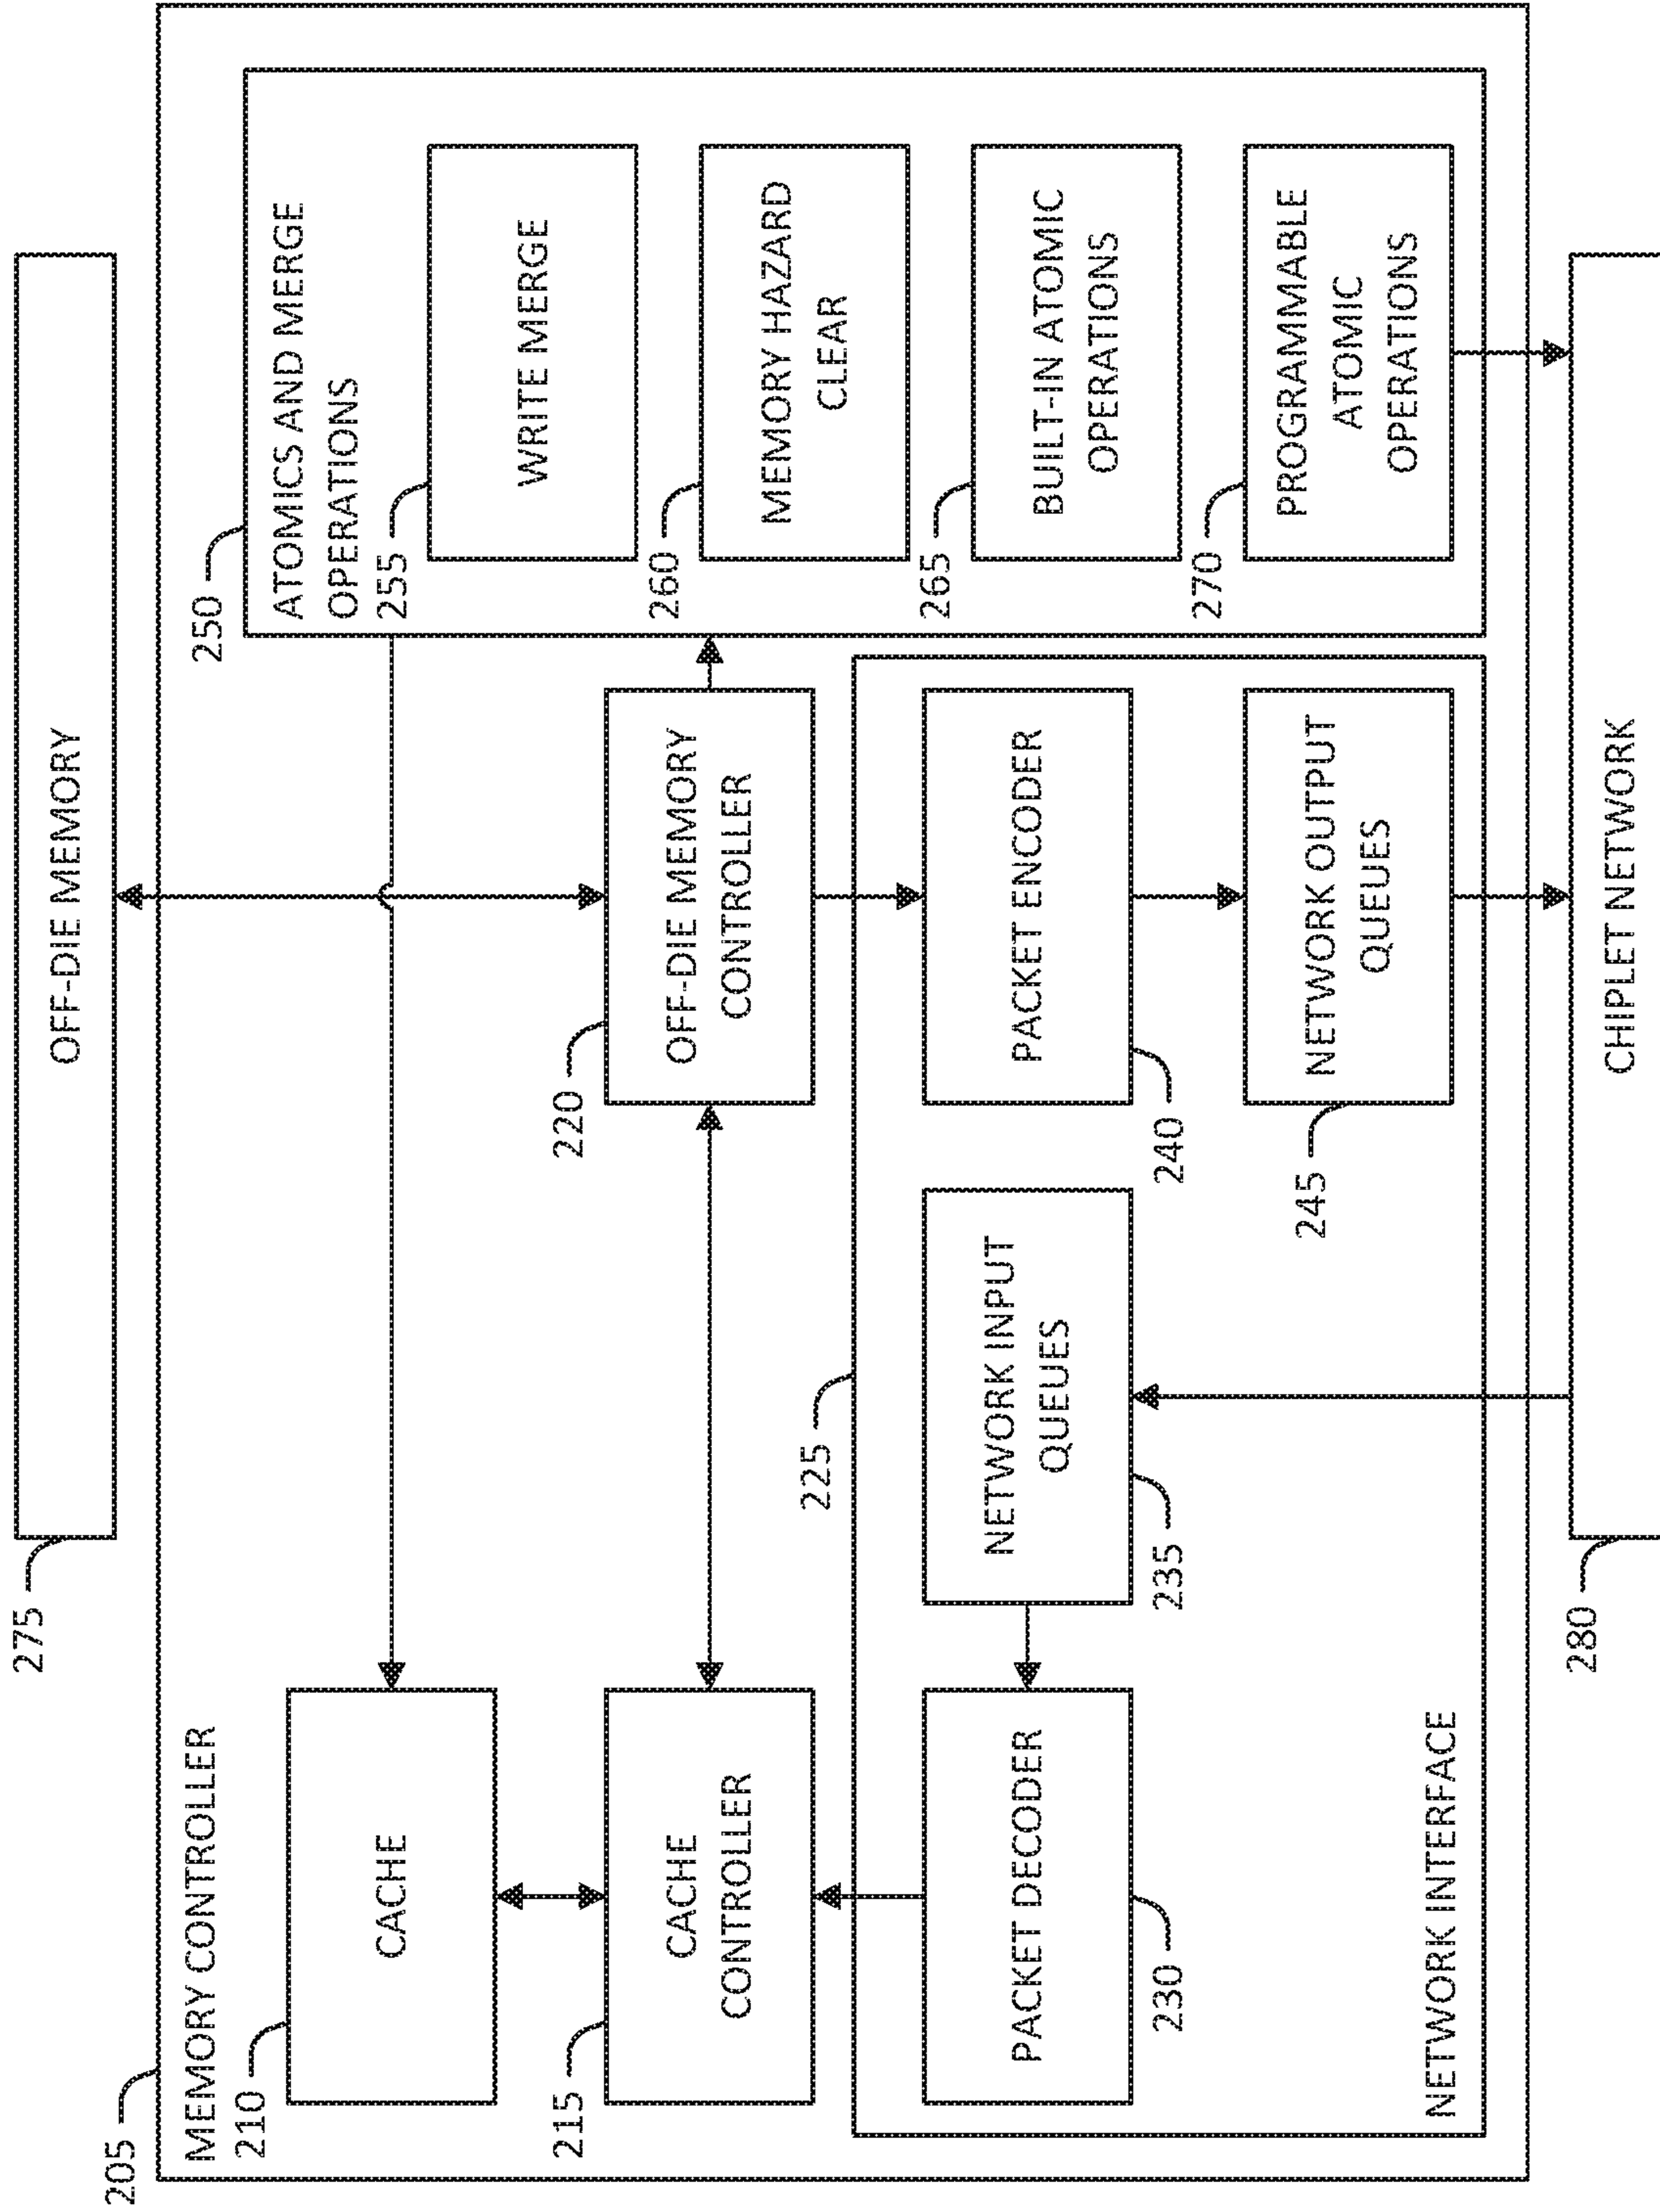 275
OFF-DIE MEMORY
205
MEMORY CONTROLLER
210
CACHE
215
CACHE
CONTROLLER
220
OFF-DIE MEMORY
CONTROLLER
250
ATOMICS AND MERGE
OPERATIONS
255
WRITE MERGE
260
MEMORY HAZARD
CLEAR
265
BUILT-IN ATOMIC
OPERATIONS
270
PROGRAMMABLE
ATOMIC
OPERATIONS
225
PACKET DECODER
230
NETWORK INPUT
QUEUES
235
PACKET ENCODER
240
NETWORK OUTPUT
QUEUES
245
NETWORK INTERFACE
280
CHIPLET NETWORK